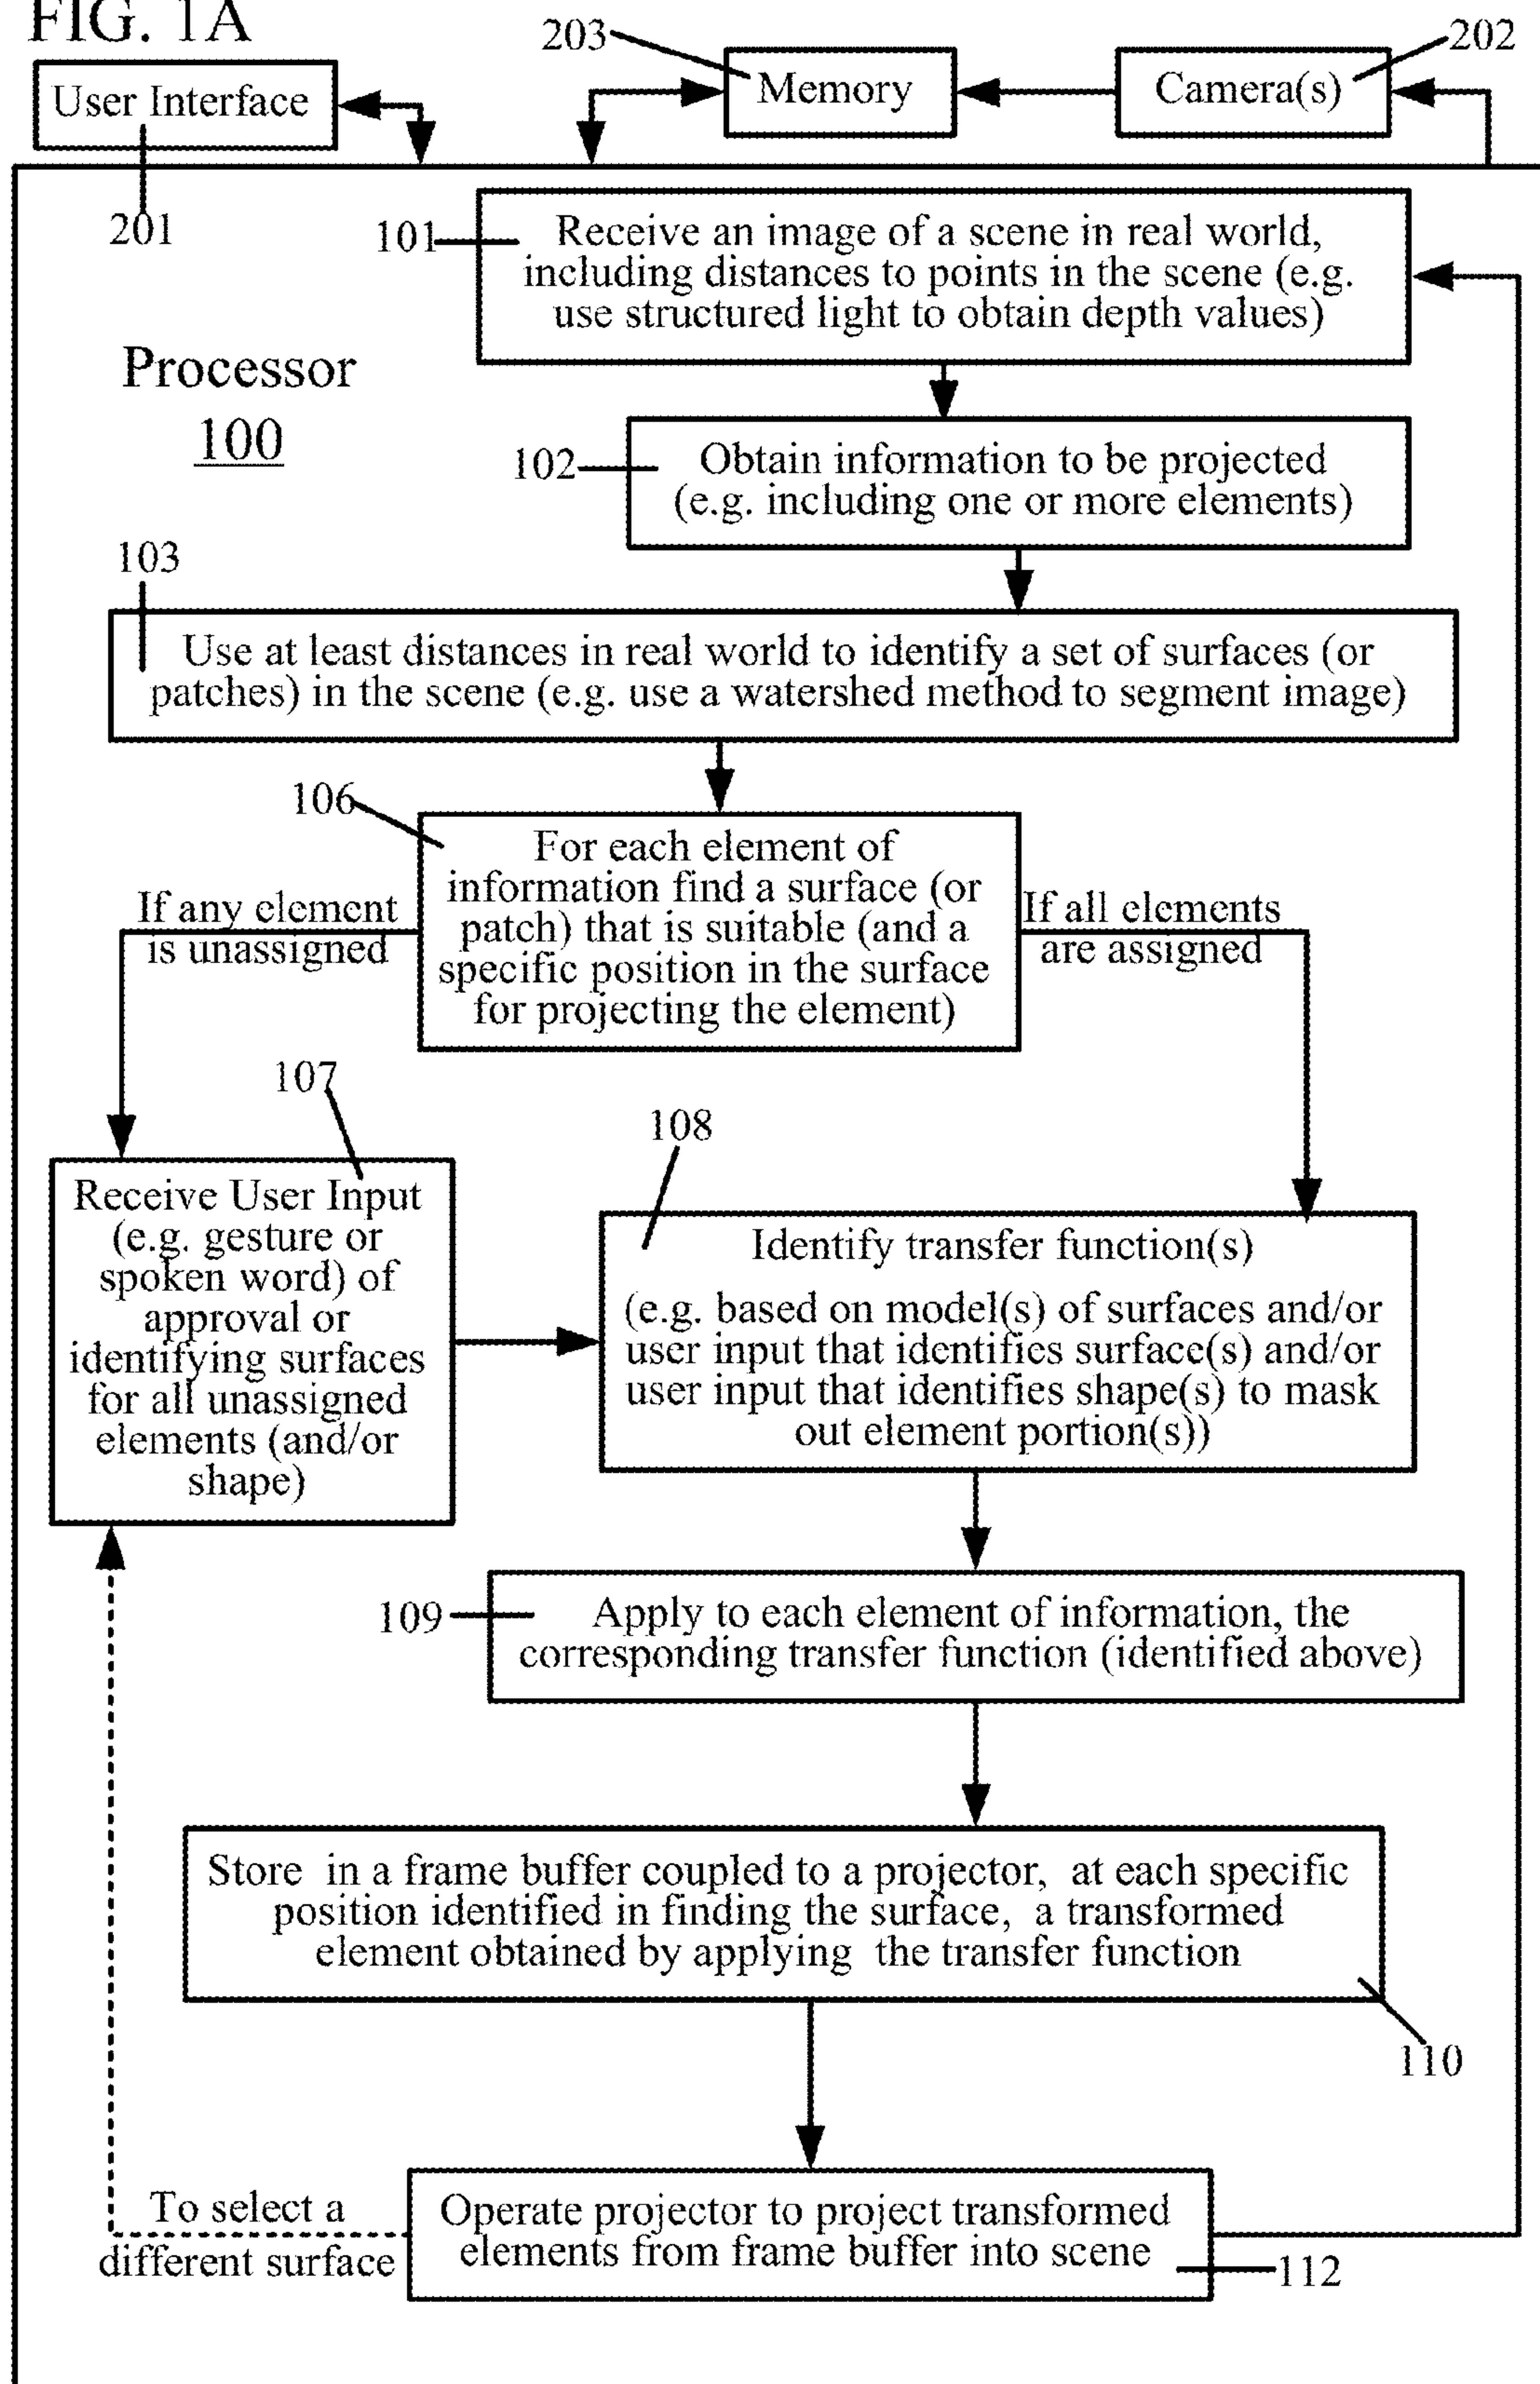 FIG. 1A
203
202
User Interface
Memory
Camera(s)
201
101
Receive an image of a scene in real world,
including distances to points in the scene (e.g.
use structured light to obtain depth values)
Processor
100
102
Obtain information to be projected
(e.g. including one or more elements)
103
Use at least distances in real world to identify a set of surfaces (or
patches) in the scene (e.g. use a watershed method to segment image)
106
For each element of
information find a surface (or
patch) that is suitable (and a
specific position in the surface
for projecting the element)
If any element
is unassigned
If all elements
are assigned
107
108
Receive User Input
(e.g. gesture or
spoken word) of
approval or
identifying surfaces
for all unassigned
elements (and/or
shape)
Identify transfer function(s)
(e.g. based on model(s) of surfaces and/or
user input that identifies surface(s) and/or
user input that identifies shape(s) to mask
out element portion(s))
109
Apply to each element of information, the
corresponding transfer function (identified above)
Store in a frame buffer coupled to a projector, at each specific
position identified in finding the surface, a transformed
element obtained by applying the transfer function
110
To select a
different surface
Operate projector to project transformed
elements from frame buffer into scene
112